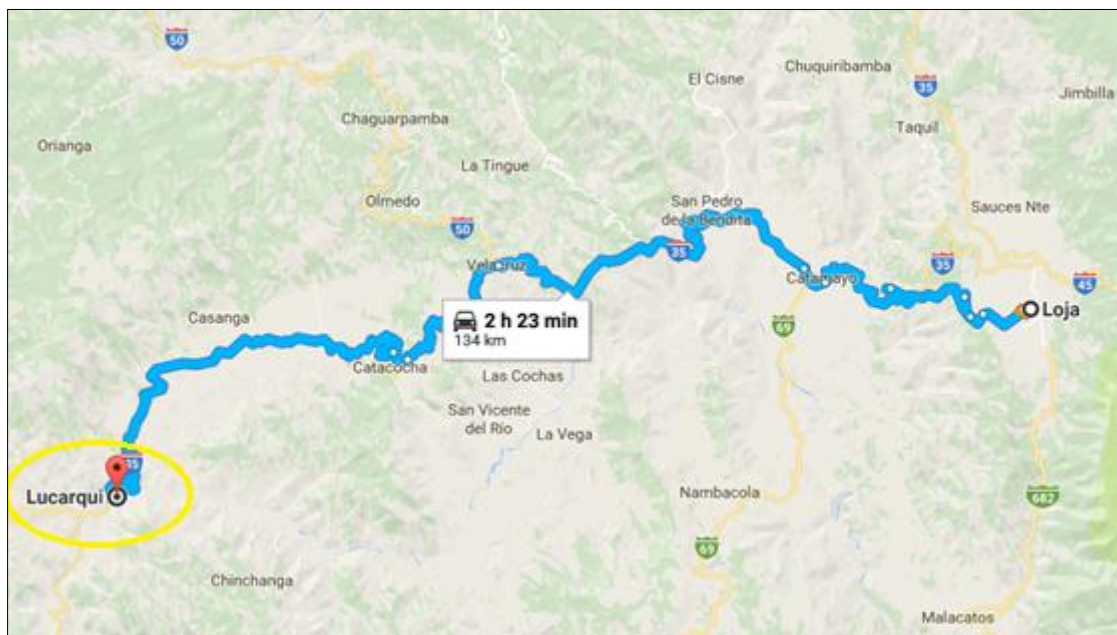 50
Chuquiribamba
El Cisne
35
Jimbilla
Chaguarpamba
Taquil
Orianga
La Tingue
Olmedo
San Pedro
de la Bendita
Sauces Nte
50
35
Velacruz
35
Catamayo
45
Loja
2 h 23 min
134 km
Casanga
69
Catacocha
Las Cochas
San Vicente
del Río
La Vega
35
Lucarqui
Nambacola
682
69
Chinchanga
Malacatos